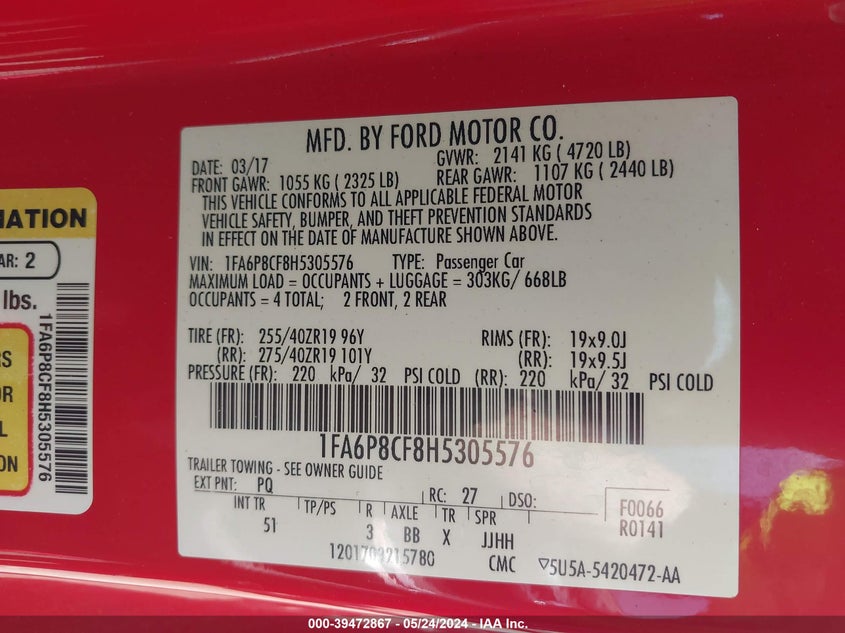 MFD. BY FORD MOTOR CO.
DATE: 03/17 GVWR: 2141 KG ( 4720 LB)
FRONT GAWR: 1055 KG ( 2325 LB) REAR GAWR: 1107 KG ( 2440 LB)
THIS VEHICLE CONFORMS TO ALL APPLICABLE FEDERAL MOTOR
VEHICLE SAFETY, BUMPER, AND THEFT PREVENTION STANDARDS
IN EFFECT ON THE DATE OF MANUFACTURE SHOWN ABOVE.
VIN: 1FA6P8CF8H5305576 TYPE: Passenger Car
MAXIMUM LOAD = OCCUPANTS + LUGGAGE = 303KG/ 668LB
OCCUPANTS = 4 TOTAL; 2 FRONT, 2 REAR
TIRE (FR): 255/40ZR19 96Y RIMS (FR): 19x9.0J
(RR): 275/40ZR19 101Y (RR): 19x9.5J
PRESSURE (FR): 220 kPa/ 32 PSI COLD (RR): 220 kPa/ 32 PSI COLD
1FA6P8CF8H5305576
TRAILER TOWING - SEE OWNER GUIDE
EXT PNT: PQ RC: 27 DSO: F0066
INT TR TP/PS R AXLE TR SPR R0141
51 3 BB X JJHH
CMC ▽5U5A-5420472-AA
MATION
AR: 2
lbs.
RS
OR
L
ON
1FA6P8CF8H5305576
000-39472867 - 05/24/2024 - IAA Inc.